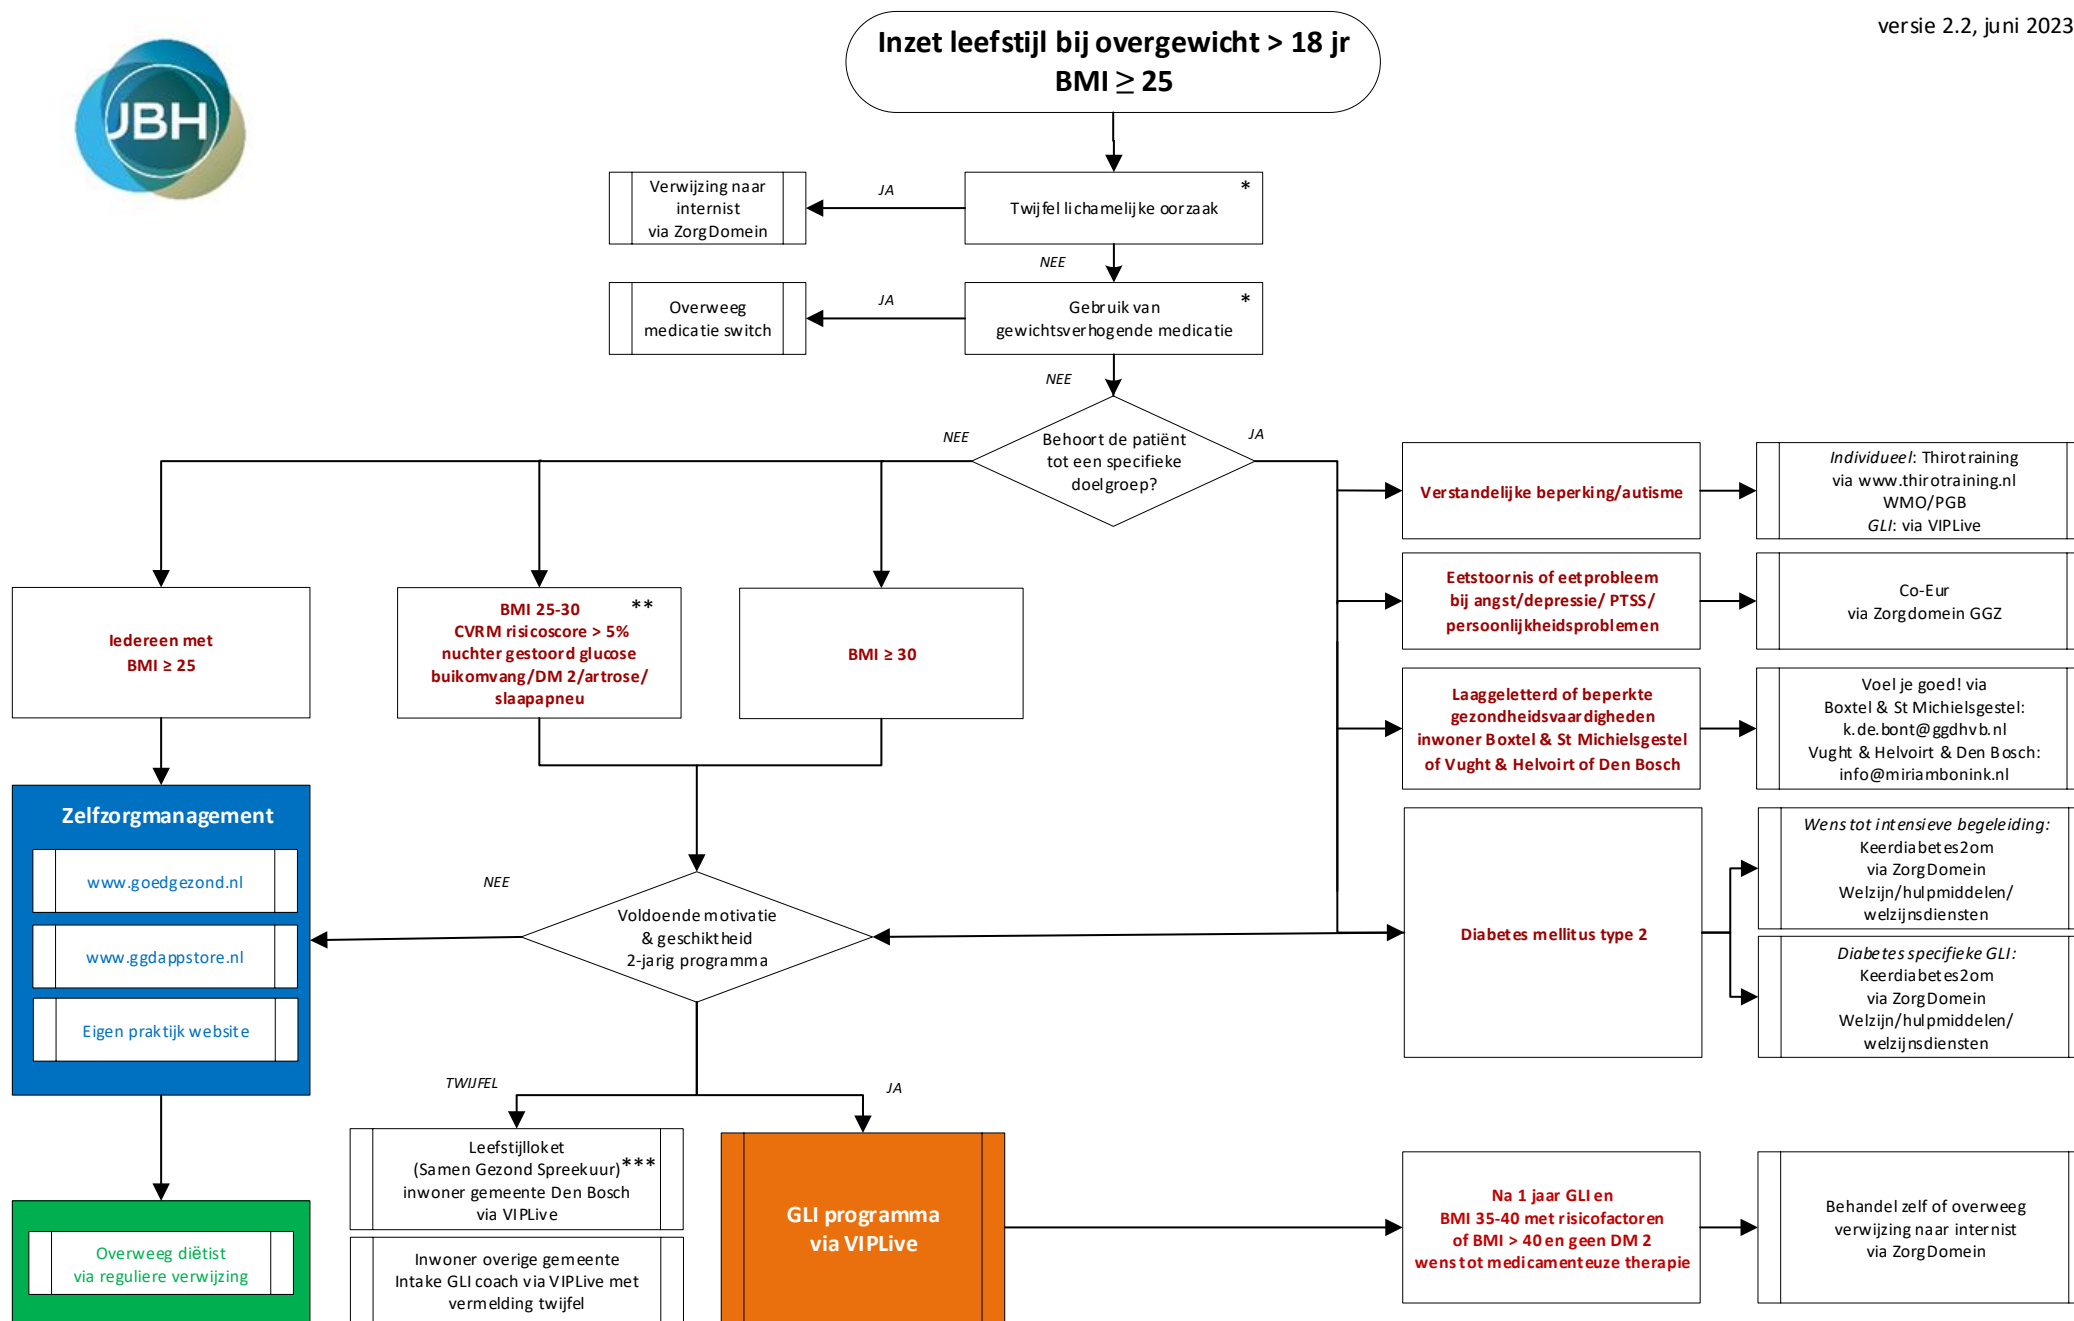 versie 2.2, juni 2023
Inzet leefstijl bij overgewicht > 18 jr
BMI ≥ 25
JBH
Verwijzing naar
internist
via ZorgDomein
JA
Twijfel lichamelijke oorzaak
*
NEE
Overweeg
medicatie switch
JA
Gebruik van
gewichtsverhogende medicatie
*
NEE
NEE
Behoort de patiënt
tot een specifieke
doelgroep?
JA
Verstandelijke beperking/autisme
Individueel: Thirotraining
via www.thirotraining.nl
WMO/PGB
GLI: via VIPLive
Eetstoornis of eetprobleem
bij angst/depressie/ PTSS/
persoonlijkheidsproblemen
Co-Eur
via Zorgdomein GGZ
Laaggeletterd of beperkte
gezondheidsvaardigheden
inwoner Boxtel & St Michielsgestel
of Vught & Helvoirt of Den Bosch
Voel je goed! via
Boxtel & St Michielsgestel:
k.de.bont@ggdhvb.nl
Vught & Helvoirt & Den Bosch:
info@miriambonink.nl
Diabetes mellitus type 2
Wens tot intensieve begeleiding:
Keerdiabetes2om
via ZorgDomein
Welzijn/hulpmiddelen/
welzijnsdiensten
Diabetes specifieke GLI:
Keerdiabetes2om
via ZorgDomein
Welzijn/hulpmiddelen/
welzijnsdiensten
Iedereen met
BMI ≥ 25
BMI 25-30 **
CVRM risicoscore > 5%
nuchter gestoord glucose
buikomvang/DM 2/artrose/
slaapapneu
BMI ≥ 30
Zelfzorgmanagement
www.goedgezond.nl
www.ggdappstore.nl
Eigen praktijk website
NEE
Voldoende motivatie
& geschiktheid
2-jarig programma
TWIJFEL
JA
Overweeg diëtist
via reguliere verwijzing
Leefstijlloket
(Samen Gezond Spreekuur)***
inwoner gemeente Den Bosch
via VIPLive
Inwoner overige gemeente
Intake GLI coach via VIPLive met
vermelding twijfel
GLI programma
via VIPLive
Na 1 jaar GLI en
BMI 35-40 met risicofactoren
of BMI > 40 en geen DM 2
wens tot medicamenteuze therapie
Behandel zelf of overweeg
verwijzing naar internist
via ZorgDomein